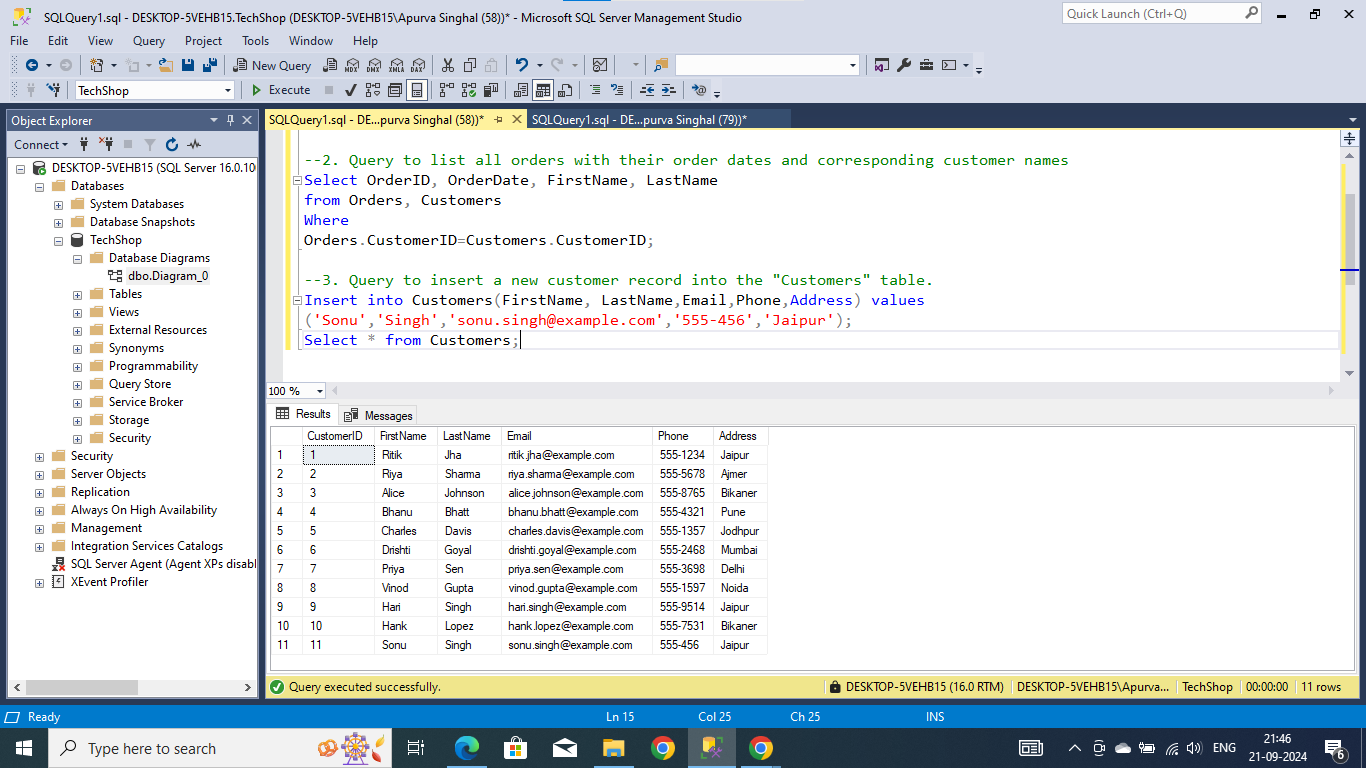 SQLQuery1.sql - DESKTOP-5VEHB15.TechShop (DESKTOP-5VEHB15\Apurva Singhal (58))* - Microsoft SQL Server Management Studio
Quick Launch (Ctrl+Q)
File Edit View Query Project Tools Window Help
New Query MDX DMX XMLA DAX
TechShop Execute
Object Explorer
SQLQuery1.sql - DE...purva Singhal (58))* SQLQuery1.sql - DE...purva Singhal (79))*
Connect
DESKTOP-5VEHB15 (SQL Server 16.0.10
Databases
System Databases
Database Snapshots
TechShop
Database Diagrams
dbo.Diagram_0
Tables
Views
External Resources
Synonyms
Programmability
Query Store
Service Broker
Storage
Security
Security
Server Objects
Replication
Always On High Availability
Management
Integration Services Catalogs
SQL Server Agent (Agent XPs disabl
XEvent Profiler
--2. Query to list all orders with their order dates and corresponding customer names
Select OrderID, OrderDate, FirstName, LastName
from Orders, Customers
Where
Orders.CustomerID=Customers.CustomerID;
--3. Query to insert a new customer record into the "Customers" table.
Insert into Customers(FirstName, LastName,Email,Phone,Address) values
('Sonu','Singh','sonu.singh@example.com','555-456','Jaipur');
Select * from Customers;
100 %
Results Messages
CustomerID FirstName LastName Email Phone Address
1 1 Ritik Jha ritik.jha@example.com 555-1234 Jaipur
2 2 Riya Sharma riya.sharma@example.com 555-5678 Ajmer
3 3 Alice Johnson alice.johnson@example.com 555-8765 Bikaner
4 4 Bhanu Bhatt bhanu.bhatt@example.com 555-4321 Pune
5 5 Charles Davis charles.davis@example.com 555-1357 Jodhpur
6 6 Drishti Goyal drishti.goyal@example.com 555-2468 Mumbai
7 7 Priya Sen priya.sen@example.com 555-3698 Delhi
8 8 Vinod Gupta vinod.gupta@example.com 555-1597 Noida
9 9 Hari Singh hari.singh@example.com 555-9514 Jaipur
10 10 Hank Lopez hank.lopez@example.com 555-7531 Bikaner
11 11 Sonu Singh sonu.singh@example.com 555-456 Jaipur
Query executed successfully. DESKTOP-5VEHB15 (16.0 RTM) DESKTOP-5VEHB15\Apurva... TechShop 00:00:00 11 rows
Ready Ln 15 Col 25 Ch 25 INS
Type here to search
ENG
21:46
21-09-2024
6